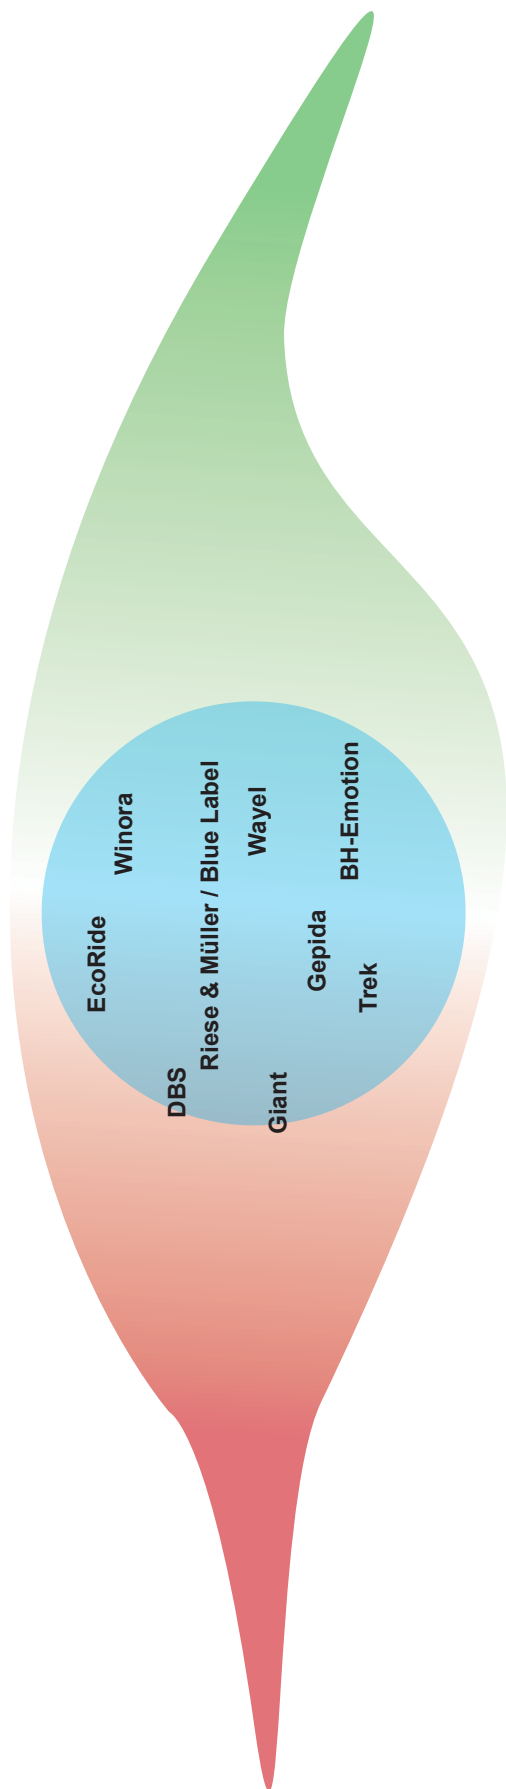 EcoRide
Winora
DBS
Riese & Müller / Blue Label
Wayel
Giant
Gepida
BH-Emotion
Trek